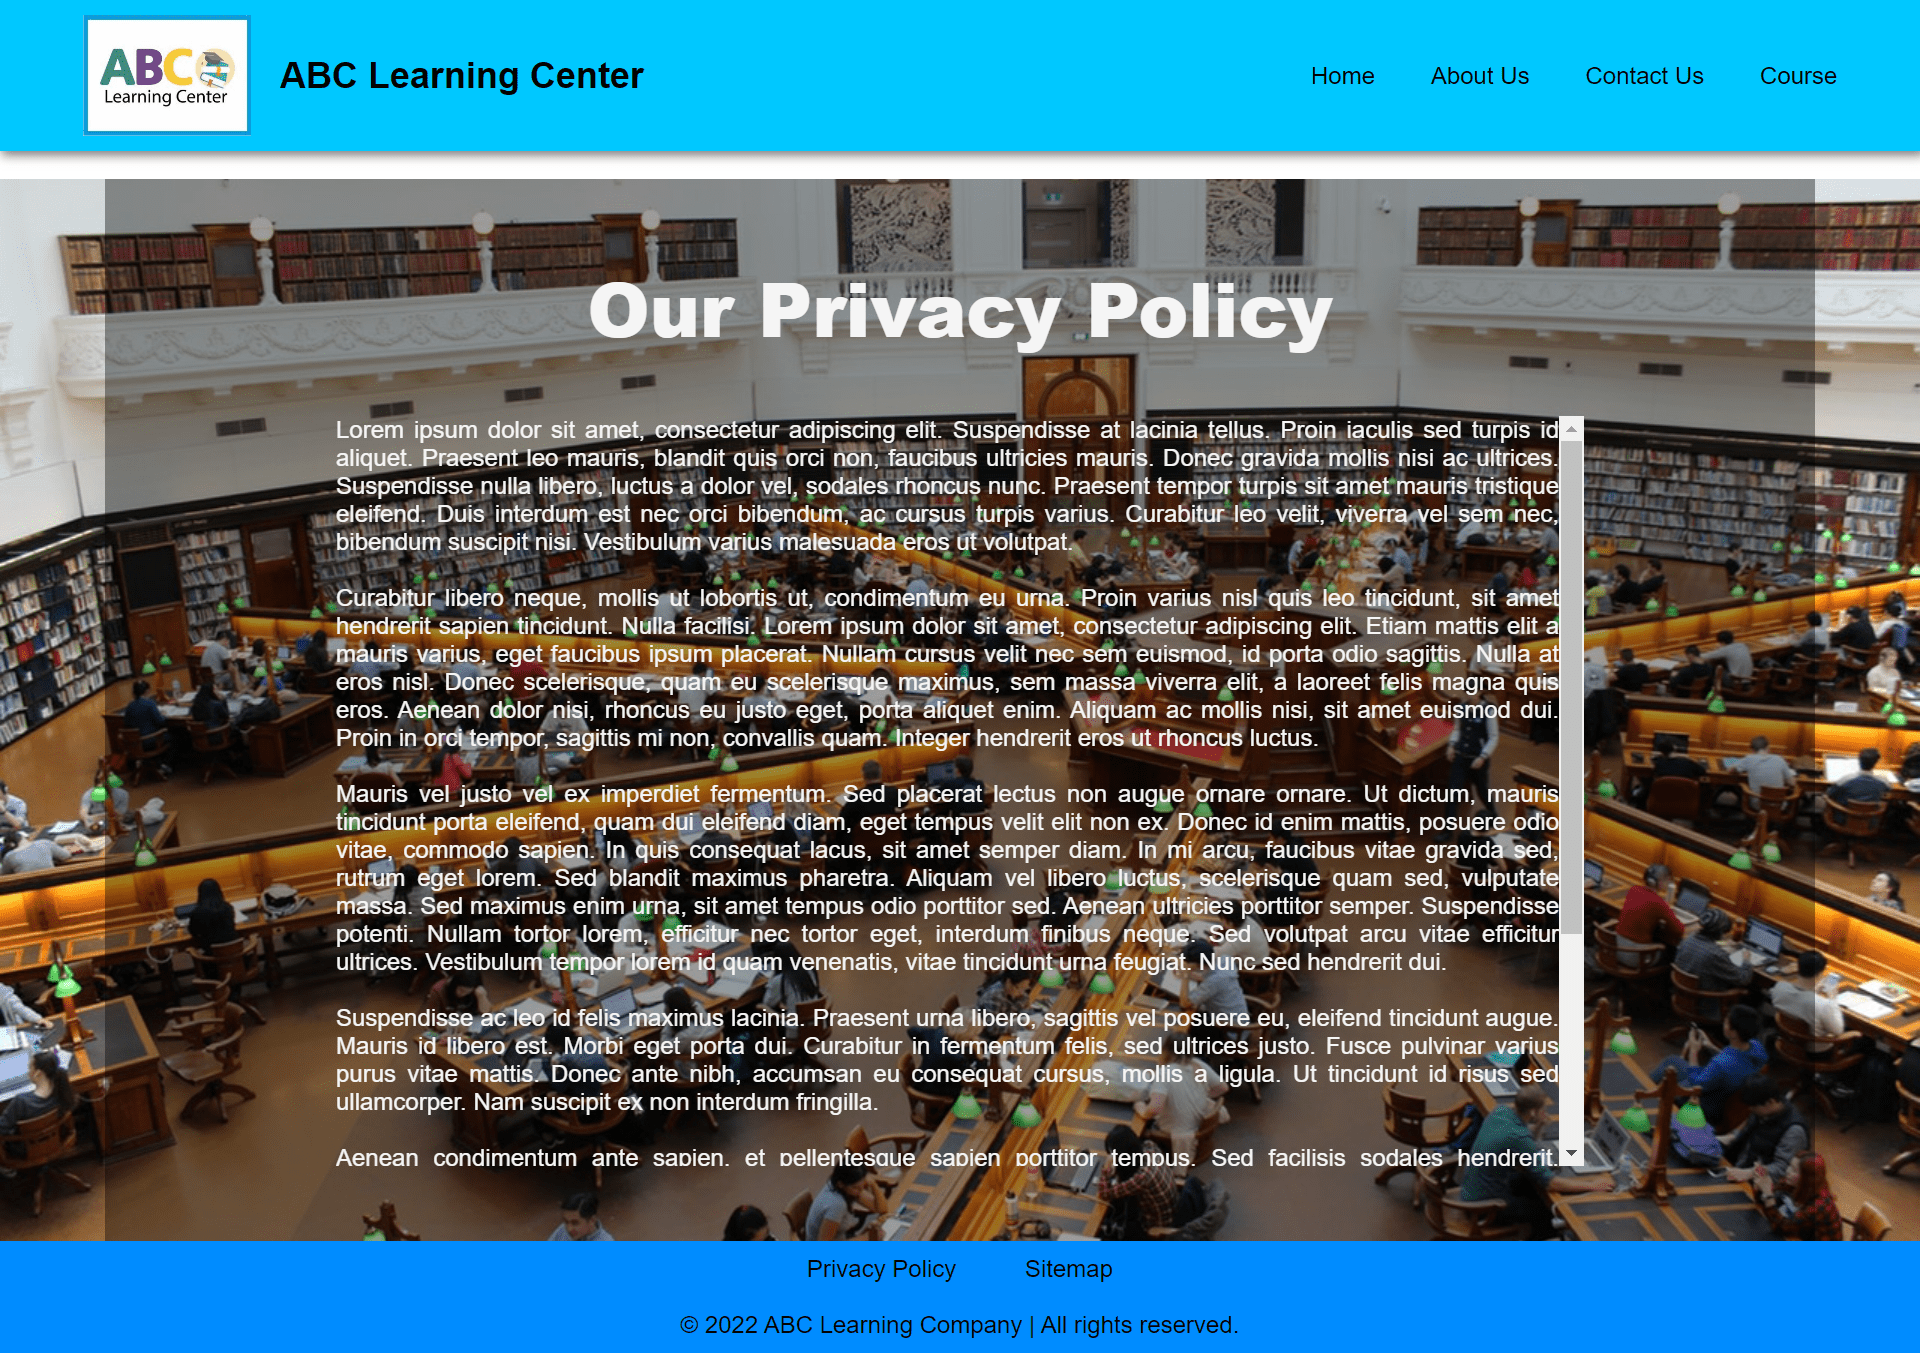 ABC
Learning Center
ABC Learning Center
Home
About Us
Contact Us
Course
Our Privacy Policy
Lorem ipsum dolor sit amet, consectetur adipiscing elit. Suspendisse at lacinia tellus. Proin iaculis sed turpis id
aliquet. Praesent leo mauris, blandit quis orci non, faucibus ultricies mauris. Donec gravida mollis nisi ac ultrices.
Suspendisse nulla libero, luctus a dolor vel, sodales rhoncus nunc. Praesent tempor turpis sit amet mauris tristique
eleifend. Duis interdum est nec orci bibendum, ac cursus turpis varius. Curabitur leo velit, viverra vel sem nec,
bibendum suscipit nisi. Vestibulum varius malesuada eros ut volutpat.
Curabitur libero neque, mollis ut lobortis ut, condimentum eu urna. Proin varius nisl quis leo tincidunt, sit amet
hendrerit sapien tincidunt. Nulla facilisi. Lorem ipsum dolor sit amet, consectetur adipiscing elit. Etiam mattis elit a
mauris varius, eget faucibus ipsum placerat. Nullam cursus velit nec sem euismod, id porta odio sagittis. Nulla at
eros nisl. Donec scelerisque, quam eu scelerisque maximus, sem massa viverra elit, a laoreet felis magna quis
eros. Aenean dolor nisi, rhoncus eu justo eget, porta aliquet enim. Aliquam ac mollis nisi, sit amet euismod dui.
Proin in orci tempor, sagittis mi non, convallis quam. Integer hendrerit eros ut rhoncus luctus.
Mauris vel justo vel ex imperdiet fermentum. Sed placerat lectus non augue ornare ornare. Ut dictum, mauris
tincidunt porta eleifend, quam dui eleifend diam, eget tempus velit elit non ex. Donec id enim mattis, posuere odio
vitae, commodo sapien. In quis consequat lacus, sit amet semper diam. In mi arcu, faucibus vitae gravida sed,
rutrum eget lorem. Sed blandit maximus pharetra. Aliquam vel libero luctus, scelerisque quam sed, vulputate
massa. Sed maximus enim urna, sit amet tempus odio porttitor sed. Aenean ultricies porttitor semper. Suspendisse
potenti. Nullam tortor lorem, efficitur nec tortor eget, interdum finibus neque. Sed volutpat arcu vitae efficitur
ultrices. Vestibulum tempor lorem id quam venenatis, vitae tincidunt urna feugiat. Nunc sed hendrerit dui.
Suspendisse ac leo id felis maximus lacinia. Praesent urna libero, sagittis vel posuere eu, eleifend tincidunt augue.
Mauris id libero est. Morbi eget porta dui. Curabitur in fermentum felis, sed ultrices justo. Fusce pulvinar varius
purus vitae mattis. Donec ante nibh, accumsan eu consequat cursus, mollis a ligula. Ut tincidunt id risus sed
ullamcorper. Nam suscipit ex non interdum fringilla.
Aenean condimentum ante sapien, et pellentesque sapien porttitor tempus. Sed facilisis sodales hendrerit.
Privacy Policy
Sitemap
© 2022 ABC Learning Company | All rights reserved.